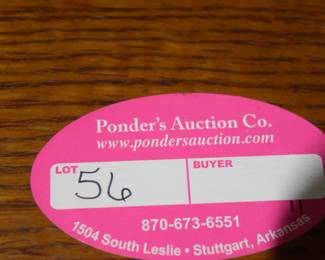 Ponder's Auction Co.
www.pondersauction.com
LOT 56 BUYER
870-673-6551
1504 South Leslie • Stuttgart, Arkansas